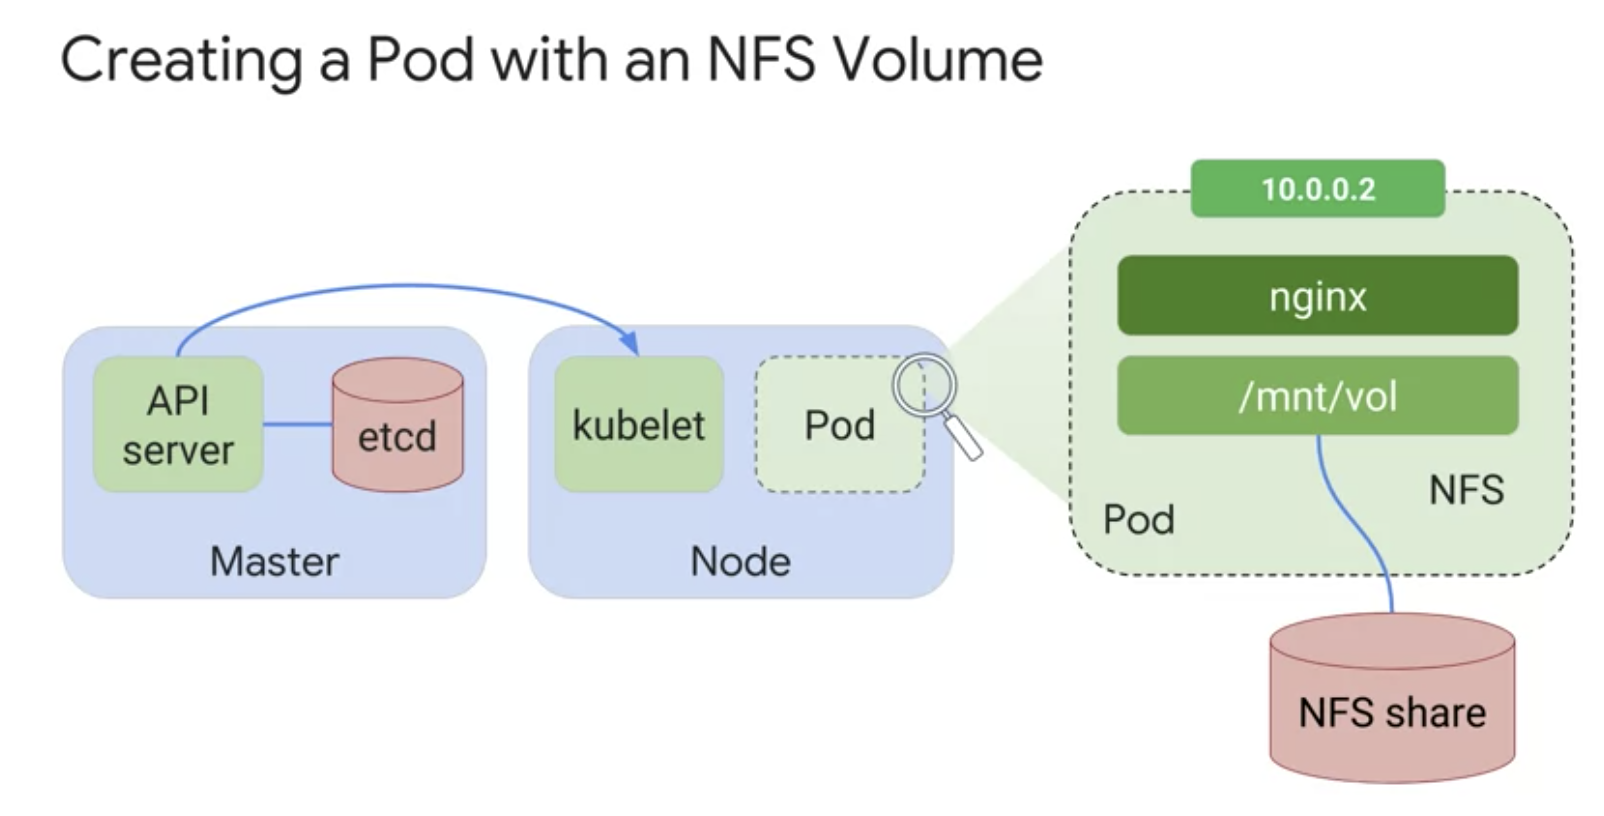 Creating a Pod with an NFS Volume
API
server
etcd
Master
kubelet
Pod
Node
10.0.0.2
nginx
/mnt/vol
NFS
Pod
NFS share